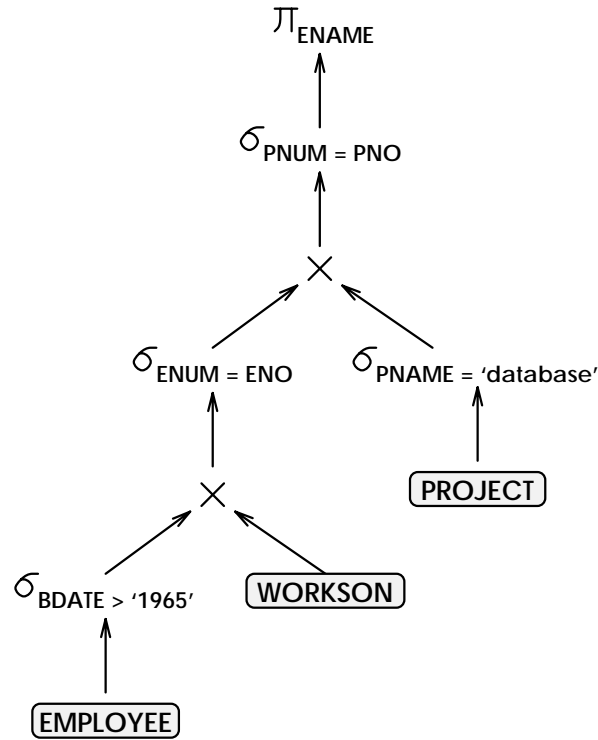 π ENAME
σ PNUM = PNO
×
σ ENUM = ENO
σ PNAME = ‘database’
×
PROJECT
σ BDATE > ‘1965’
WORKSON
EMPLOYEE